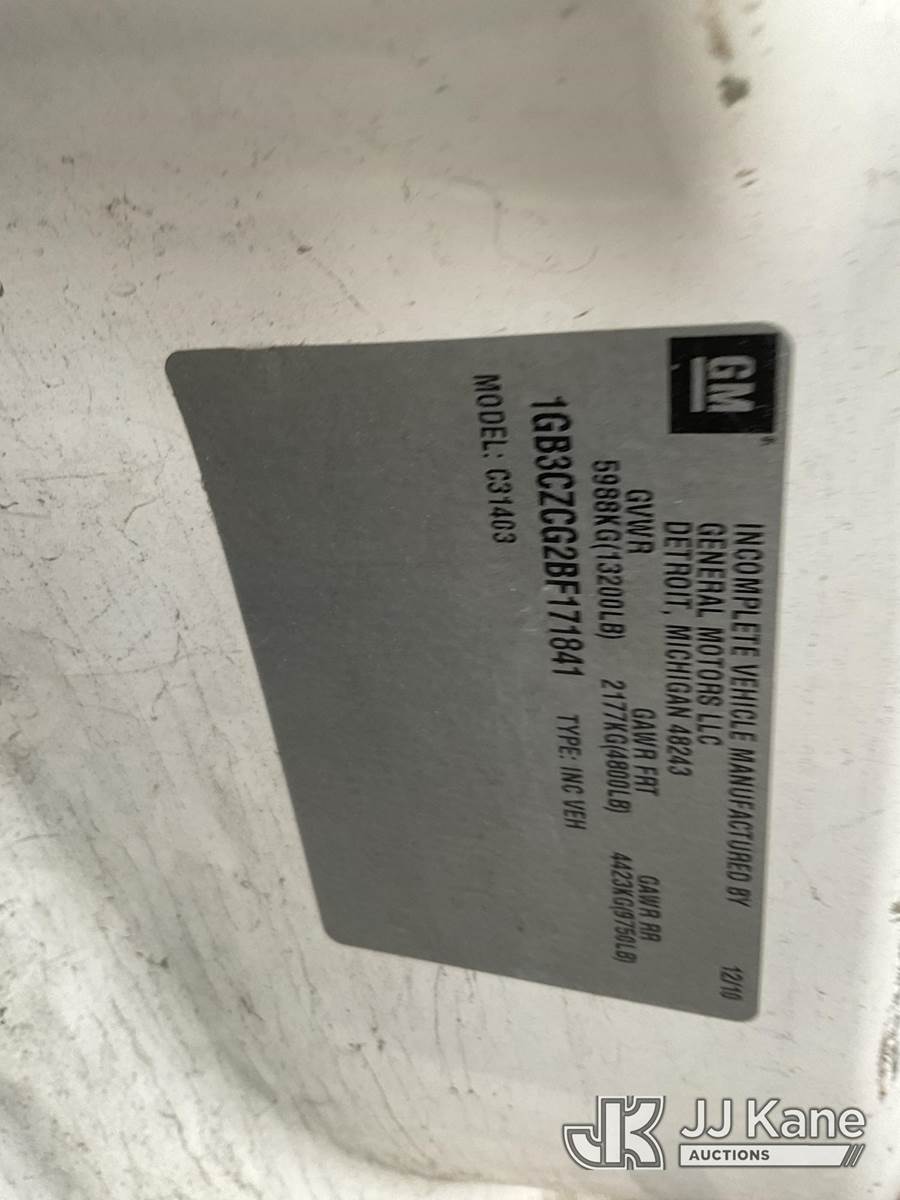 GM
INCOMPLETE VEHICLE MANUFACTURED BY 12/10
GENERAL MOTORS LLC
DETROIT, MICHIGAN 48243
GVWR GAWR FRT GAWR RR
5988KG(13200LB) 2177KG(4800LB) 4423KG(9750LB)
1GB3CZCG2BF171841 TYPE: INC VEH
MODEL: C31403
JJ Kane
AUCTIONS